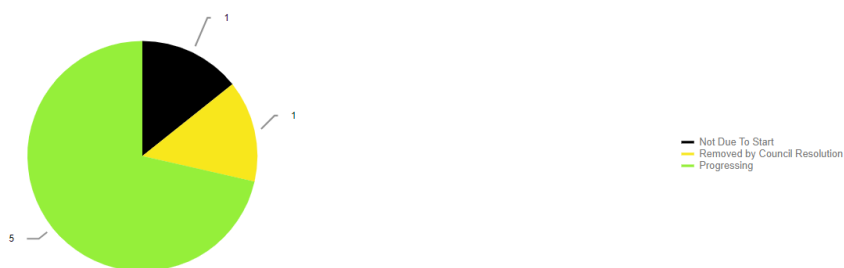 1
1
5
Not Due To Start
Removed by Council Resolution
Progressing